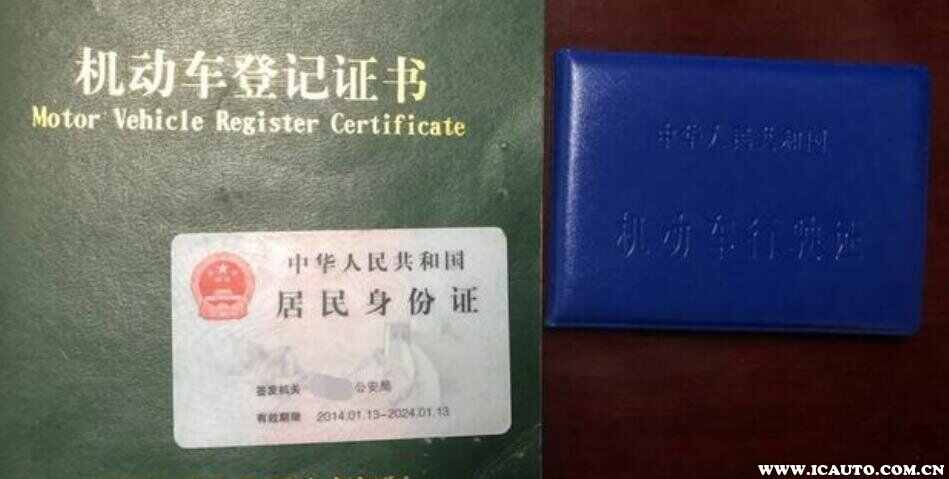 机动车登记证书
Motor Vehicle Register Certificate
中华人民共和国
居民身份证
签发机关
公安局
有效期限 2014.01.13-2024.01.13
中华人民共和国
机动车行驶证
WWW.ICAUTO.COM.CN